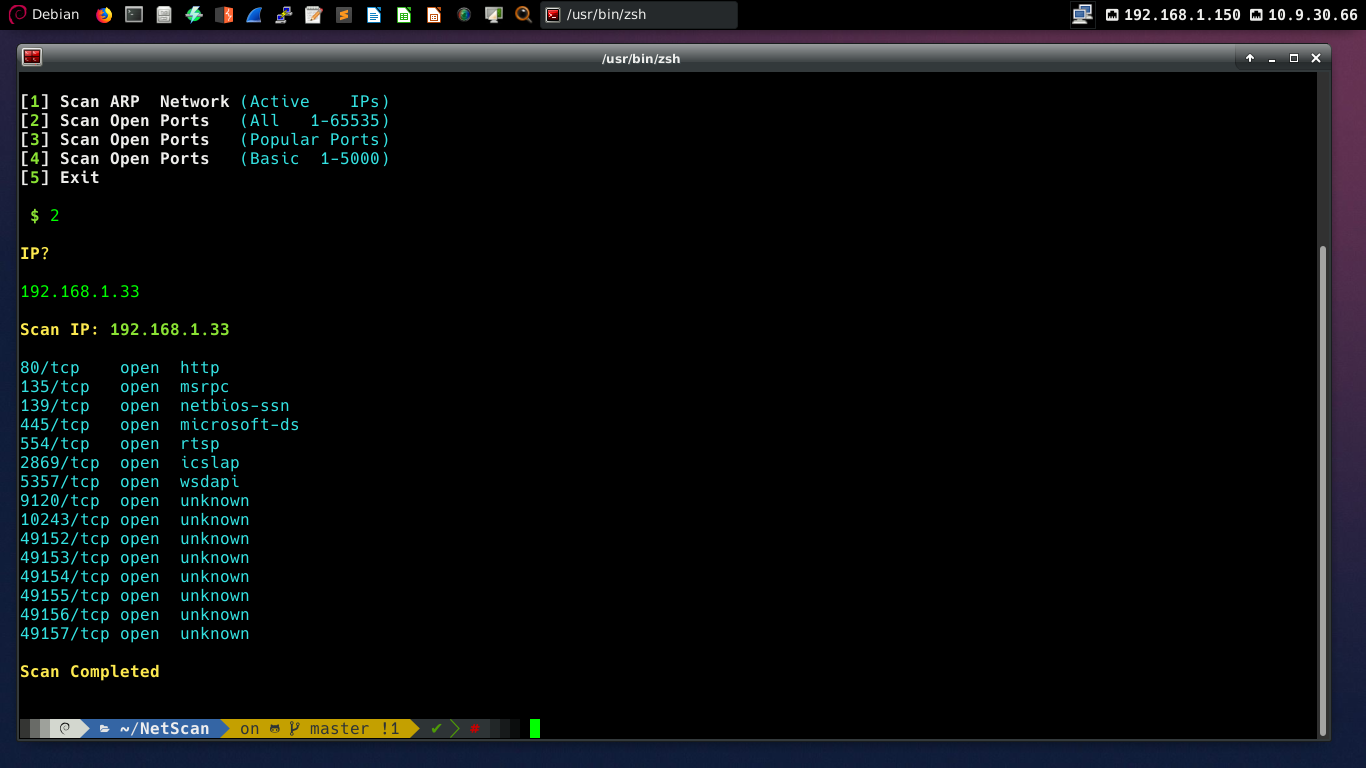 Debian /usr/bin/zsh 192.168.1.150 10.9.30.66
/usr/bin/zsh
[1] Scan ARP  Network (Active    IPs)
[2] Scan Open Ports   (All   1-65535)
[3] Scan Open Ports   (Popular Ports)
[4] Scan Open Ports   (Basic  1-5000)
[5] Exit
$ 2
IP?
192.168.1.33
Scan IP: 192.168.1.33
80/tcp    open  http
135/tcp   open  msrpc
139/tcp   open  netbios-ssn
445/tcp   open  microsoft-ds
554/tcp   open  rtsp
2869/tcp  open  icslap
5357/tcp  open  wsdapi
9120/tcp  open  unknown
10243/tcp open  unknown
49152/tcp open  unknown
49153/tcp open  unknown
49154/tcp open  unknown
49155/tcp open  unknown
49156/tcp open  unknown
49157/tcp open  unknown
Scan Completed
~/NetScan on master !1 ✔ #